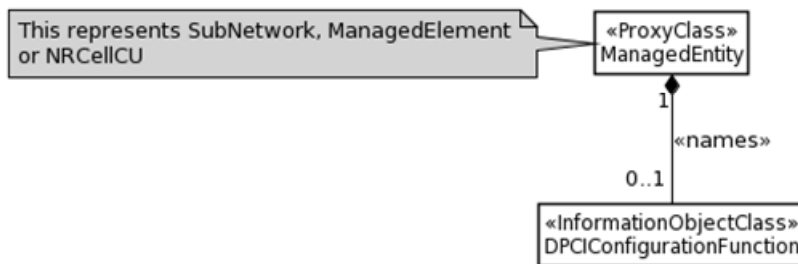 This represents SubNetwork, ManagedElement
or NRCellCU
«ProxyClass»
ManagedEntity
1
«names»
0..1
«InformationObjectClass»
DPCIConfigurationFunction